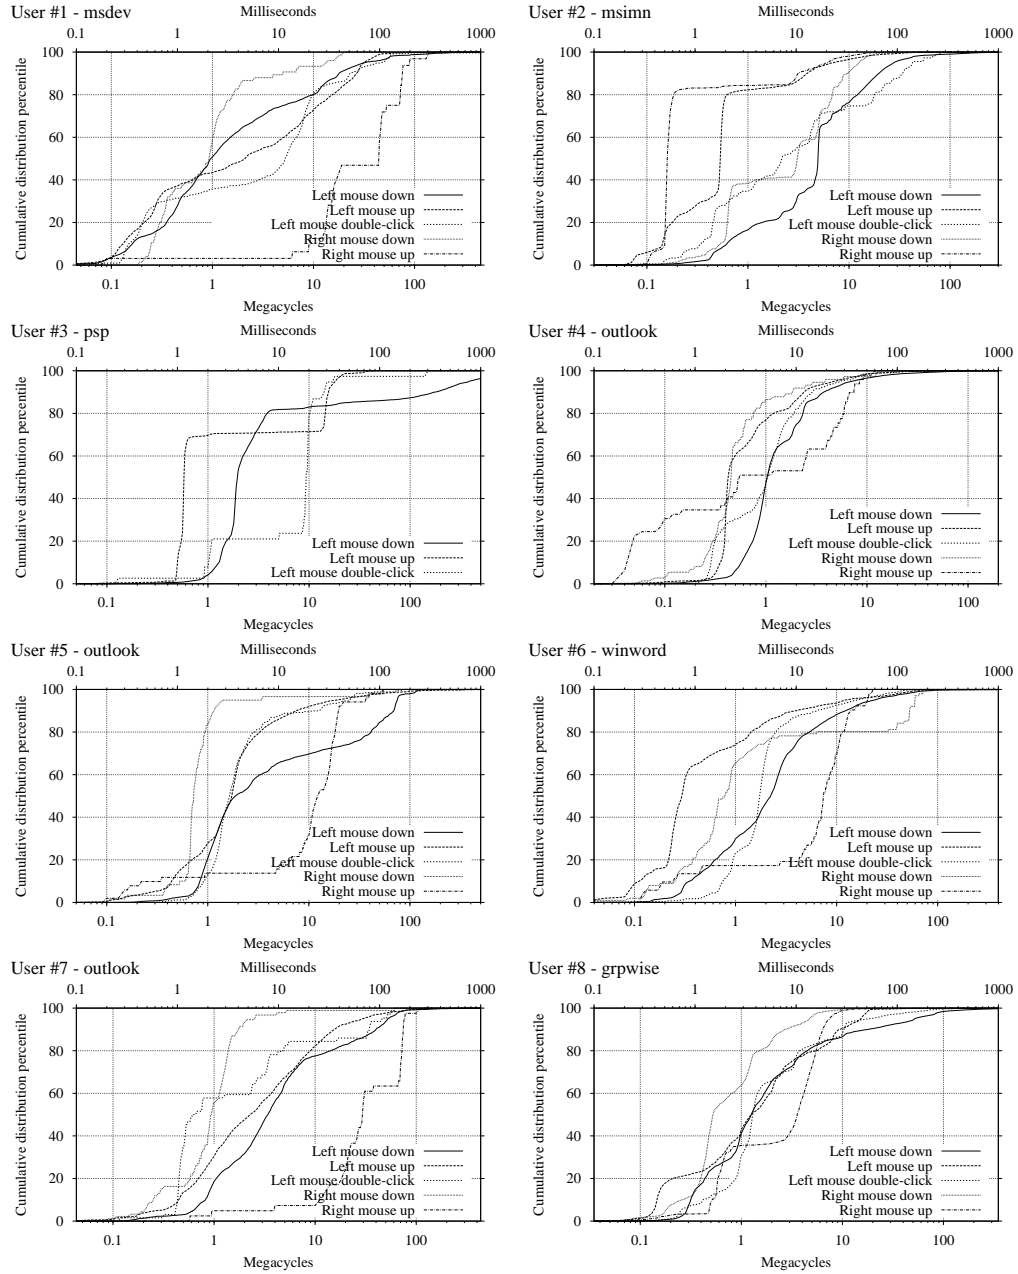 User #1 - msdev
Milliseconds
0.1 1 10 100 1000
Cumulative distribution percentile
100
80
60
40
20
0
Left mouse down
Left mouse up
Left mouse double-click
Right mouse down
Right mouse up
0.1 1 10 100
Megacycles
User #2 - msimn
Milliseconds
0.1 1 10 100 1000
Cumulative distribution percentile
100
80
60
40
20
0
Left mouse down
Left mouse up
Left mouse double-click
Right mouse down
Right mouse up
0.1 1 10 100
Megacycles
User #3 - psp
Milliseconds
0.1 1 10 100 1000
Cumulative distribution percentile
100
80
60
40
20
0
Left mouse down
Left mouse up
Left mouse double-click
0.1 1 10 100
Megacycles
User #4 - outlook
Milliseconds
0.1 1 10 100 1000
Cumulative distribution percentile
100
80
60
40
20
0
Left mouse down
Left mouse up
Left mouse double-click
Right mouse down
Right mouse up
0.1 1 10 100
Megacycles
User #5 - outlook
Milliseconds
0.1 1 10 100 1000
Cumulative distribution percentile
100
80
60
40
20
0
Left mouse down
Left mouse up
Left mouse double-click
Right mouse down
Right mouse up
0.1 1 10 100
Megacycles
User #6 - winword
Milliseconds
0.1 1 10 100 1000
Cumulative distribution percentile
100
80
60
40
20
0
Left mouse down
Left mouse up
Left mouse double-click
Right mouse down
Right mouse up
0.1 1 10 100
Megacycles
User #7 - outlook
Milliseconds
0.1 1 10 100 1000
Cumulative distribution percentile
100
80
60
40
20
0
Left mouse down
Left mouse up
Left mouse double-click
Right mouse down
Right mouse up
0.1 1 10 100
Megacycles
User #8 - grpwise
Milliseconds
0.1 1 10 100 1000
Cumulative distribution percentile
100
80
60
40
20
0
Left mouse down
Left mouse up
Left mouse double-click
Right mouse down
Right mouse up
0.1 1 10 100
Megacycles